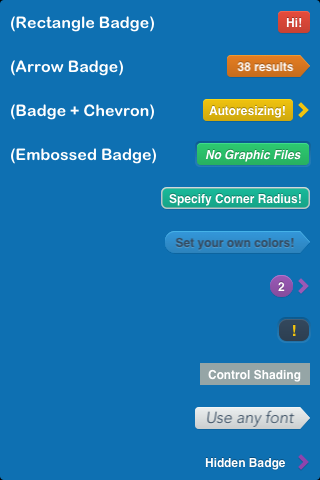 (Rectangle Badge) Hi!
(Arrow Badge) 38 results
(Badge + Chevron) Autoresizing!
(Embossed Badge) No Graphic Files
Specify Corner Radius!
Set your own colors!
2
!
Control Shading
Use any font
Hidden Badge